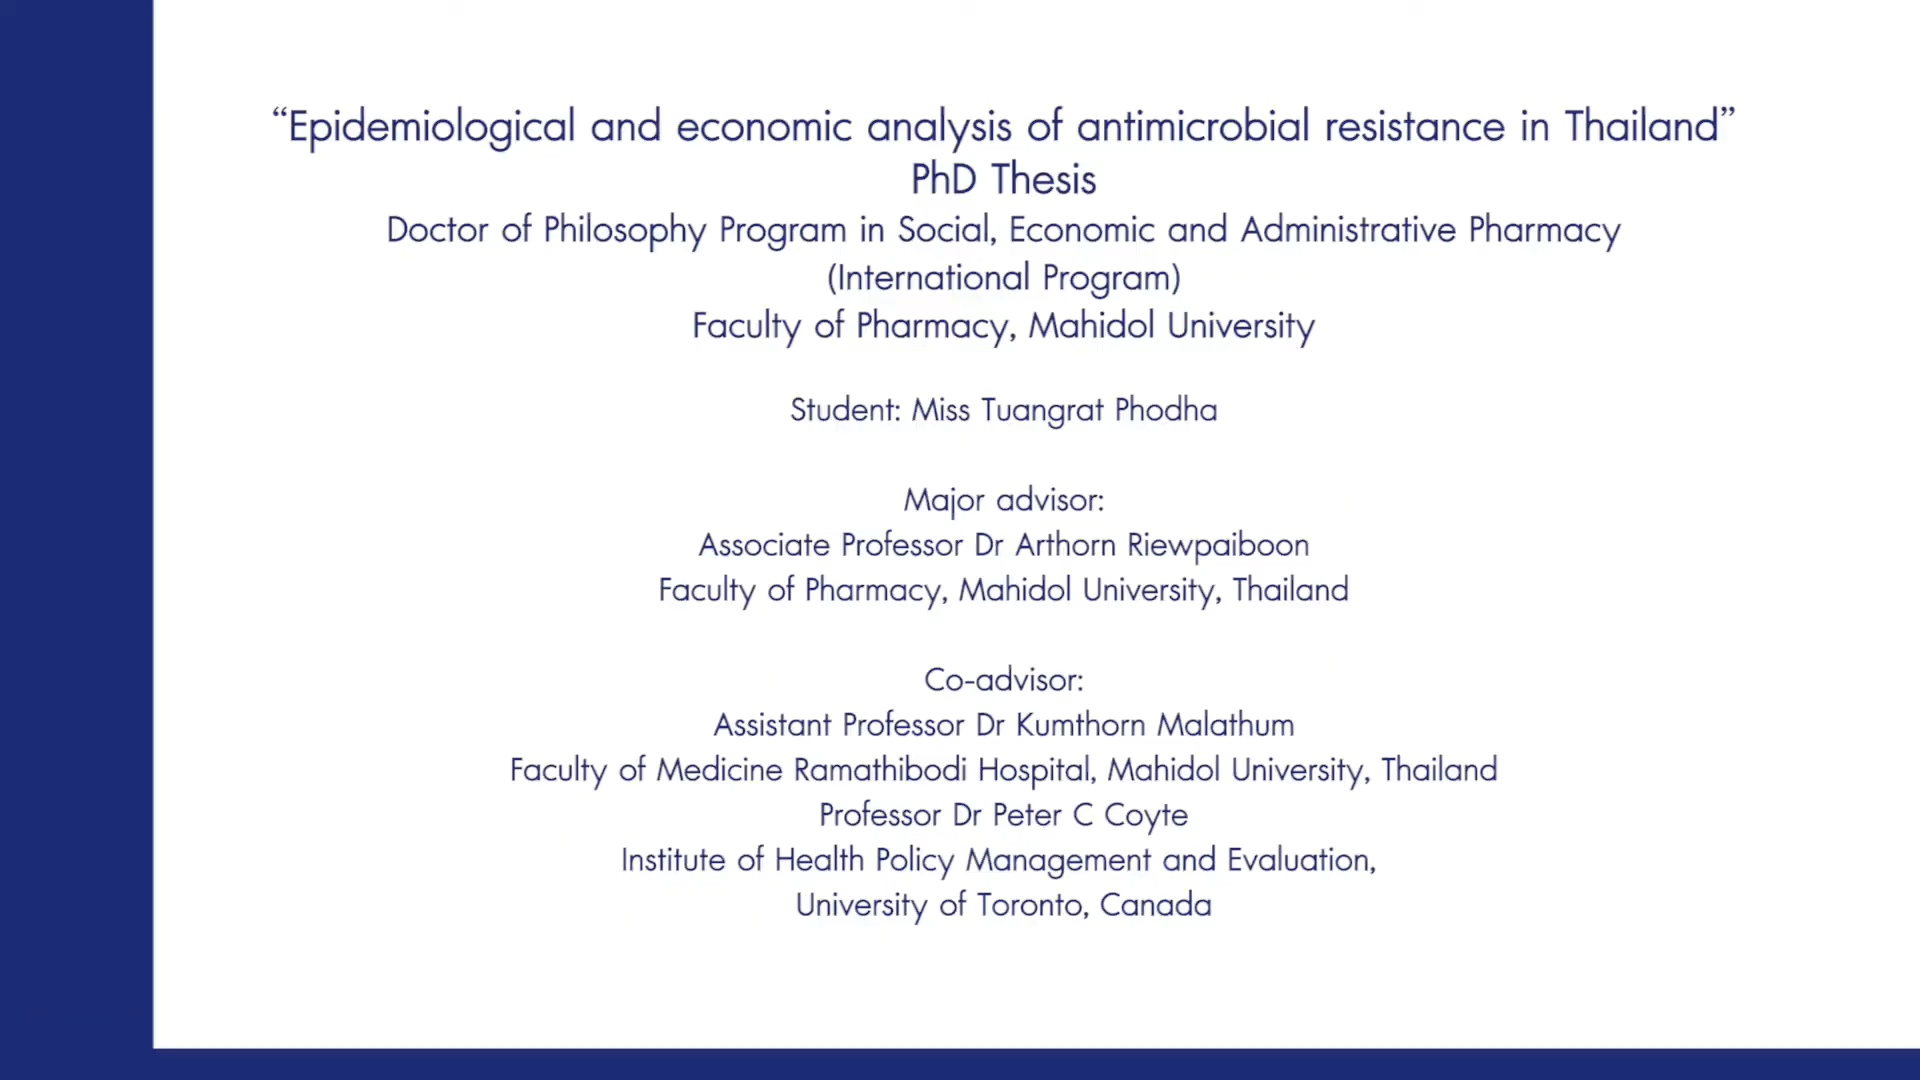 “Epidemiological and economic analysis of antimicrobial resistance in Thailand”
PhD Thesis
Doctor of Philosophy Program in Social, Economic and Administrative Pharmacy
(International Program)
Faculty of Pharmacy, Mahidol University
Student: Miss Tuangrat Phodha
Major advisor:
Associate Professor Dr Arthorn Riewpaiboon
Faculty of Pharmacy, Mahidol University, Thailand
Co-advisor:
Assistant Professor Dr Kumthorn Malathum
Faculty of Medicine Ramathibodi Hospital, Mahidol University, Thailand
Professor Dr Peter C Coyte
Institute of Health Policy Management and Evaluation,
University of Toronto, Canada